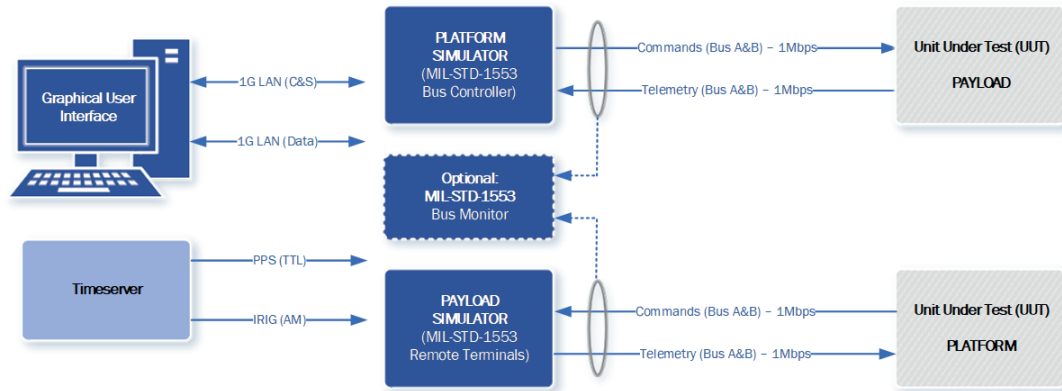 PLATFORM
SIMULATOR
(MIL-STD-1553
Bus Controller)
Commands (Bus A&B) – 1Mbps
Telemetry (Bus A&B) – 1Mbps
Unit Under Test (UUT)
PAYLOAD
Graphical User
Interface
1G LAN (C&S)
1G LAN (Data)
Optional:
MIL-STD-1553
Bus Monitor
Timeserver
PPS (TTL)
IRIG (AM)
PAYLOAD
SIMULATOR
(MIL-STD-1553
Remote Terminals)
Commands (Bus A&B) – 1Mbps
Telemetry (Bus A&B) – 1Mbps
Unit Under Test (UUT)
PLATFORM